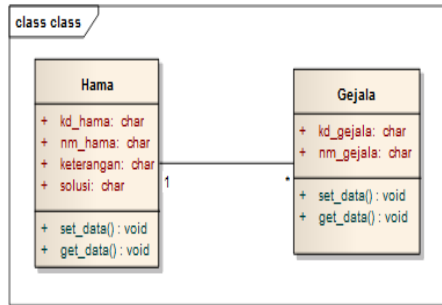 class class
Hama
+ kd_hama: char
+ nm_hama: char
+ keterangan: char
+ solusi: char
+ set_data() : void
+ get_data() : void
1
*
Gejala
+ kd_gejala: char
+ nm_gejala: char
+ set_data() : void
+ get_data() : void